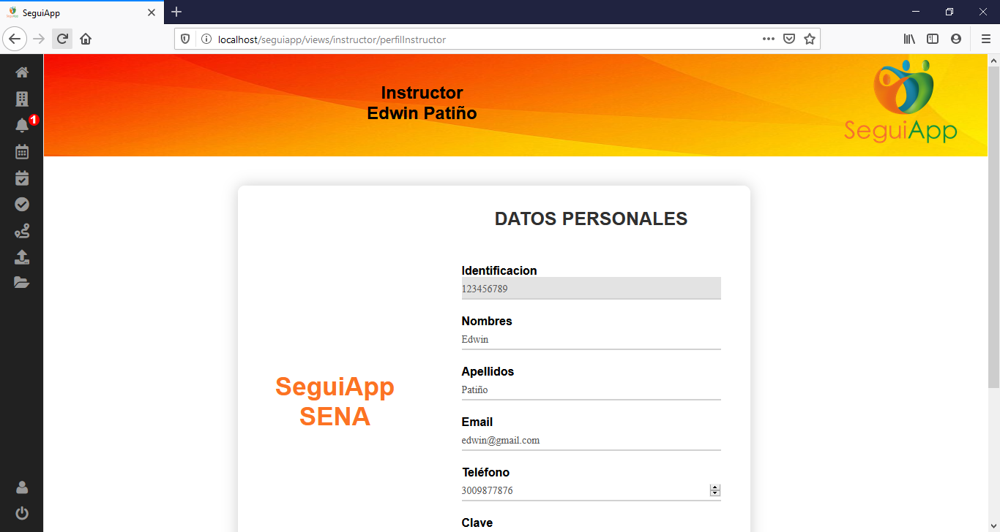 SeguiApp
localhost/seguiapp/views/instructor/perfilInstructor
1
Instructor
Edwin Patiño
SeguiApp
DATOS PERSONALES
Identificacion
123456789
Nombres
Edwin
Apellidos
Patiño
SeguiApp
SENA
Email
edwin@gmail.com
Teléfono
3009877876
Clave